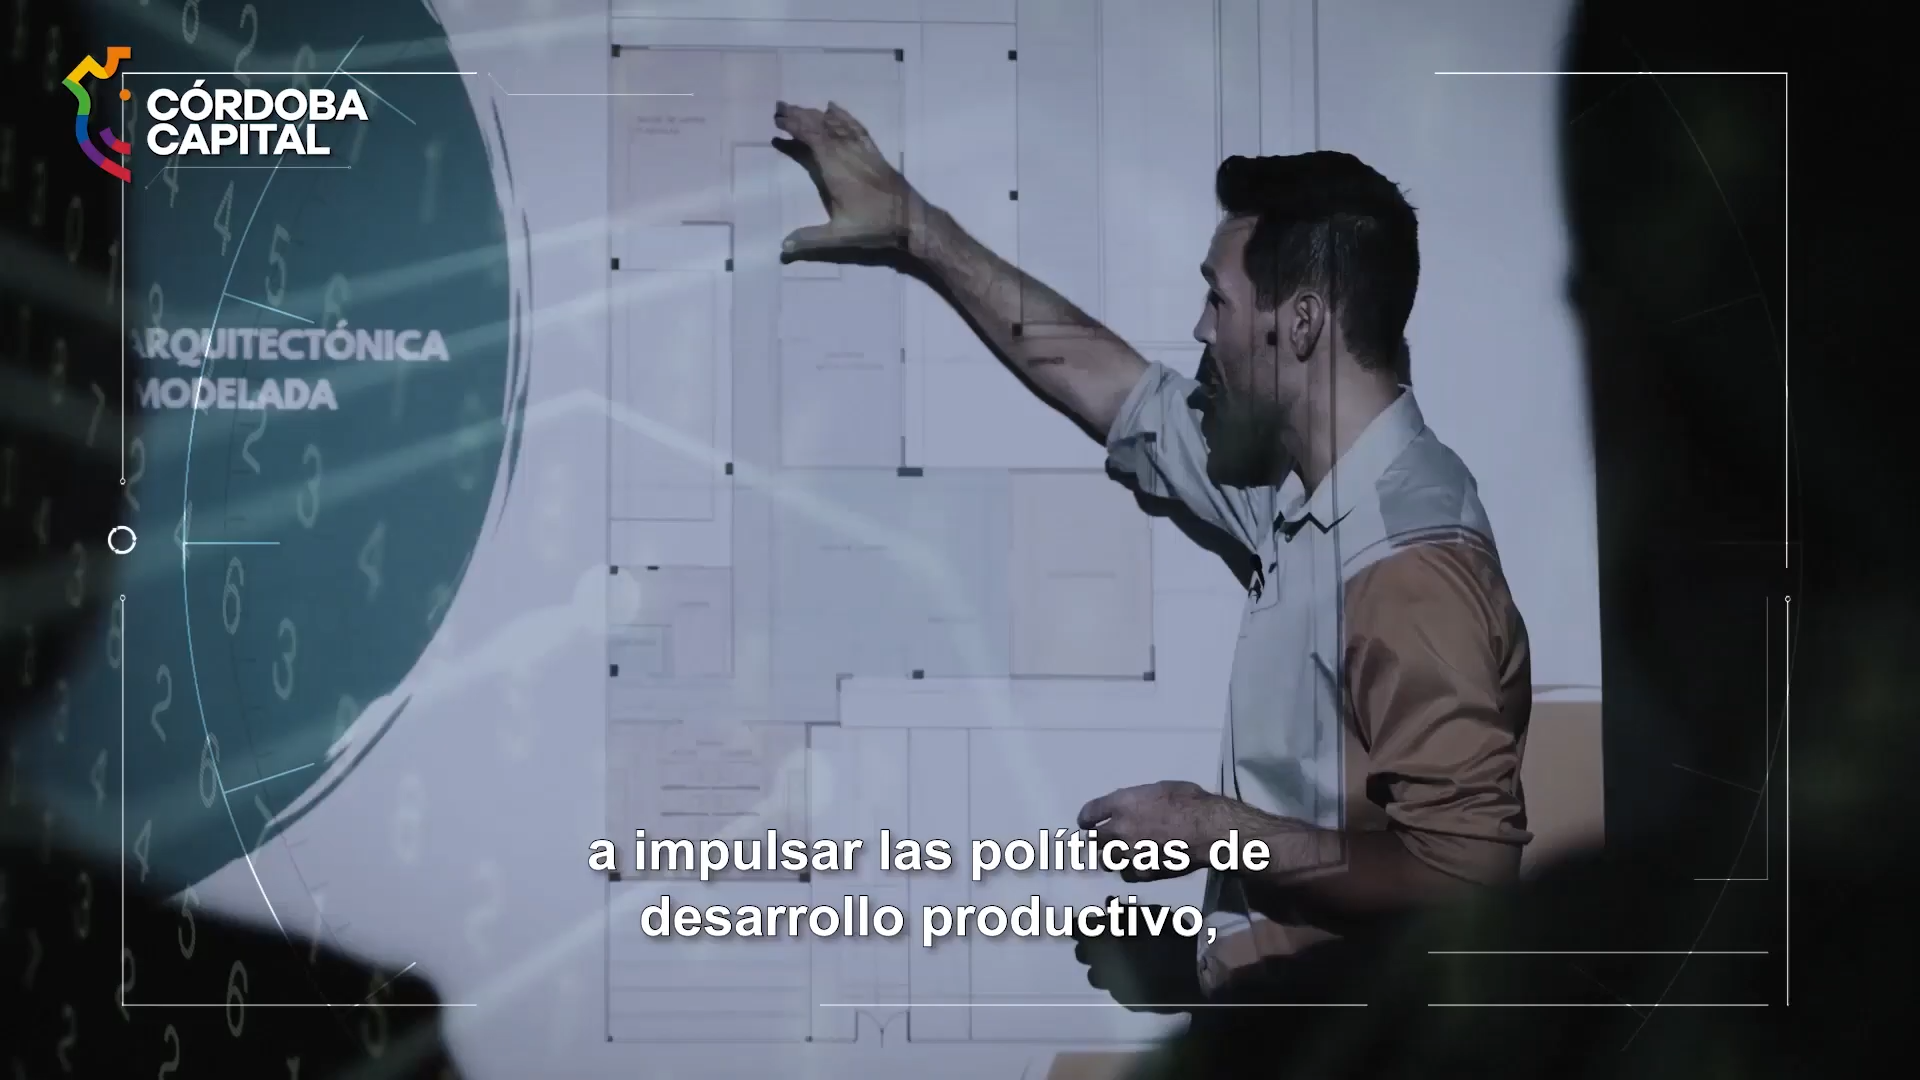 CÓRDOBA
CAPITAL
ARQUITECTÓNICA
MODELADA
a impulsar las políticas de
desarrollo productivo,